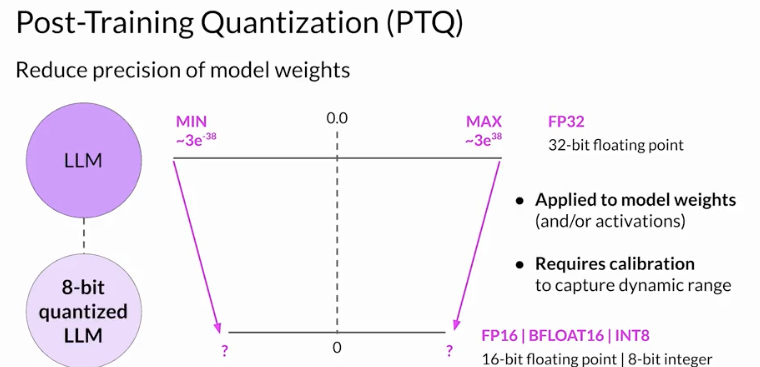 Post-Training Quantization (PTQ)
Reduce precision of model weights
LLM
8-bit
quantized
LLM
MIN
~3e^-38
0.0
MAX
~3e^38
FP32
32-bit floating point
• Applied to model weights
(and/or activations)
• Requires calibration
to capture dynamic range
?
0
?
FP16 | BFLOAT16 | INT8
16-bit floating point | 8-bit integer